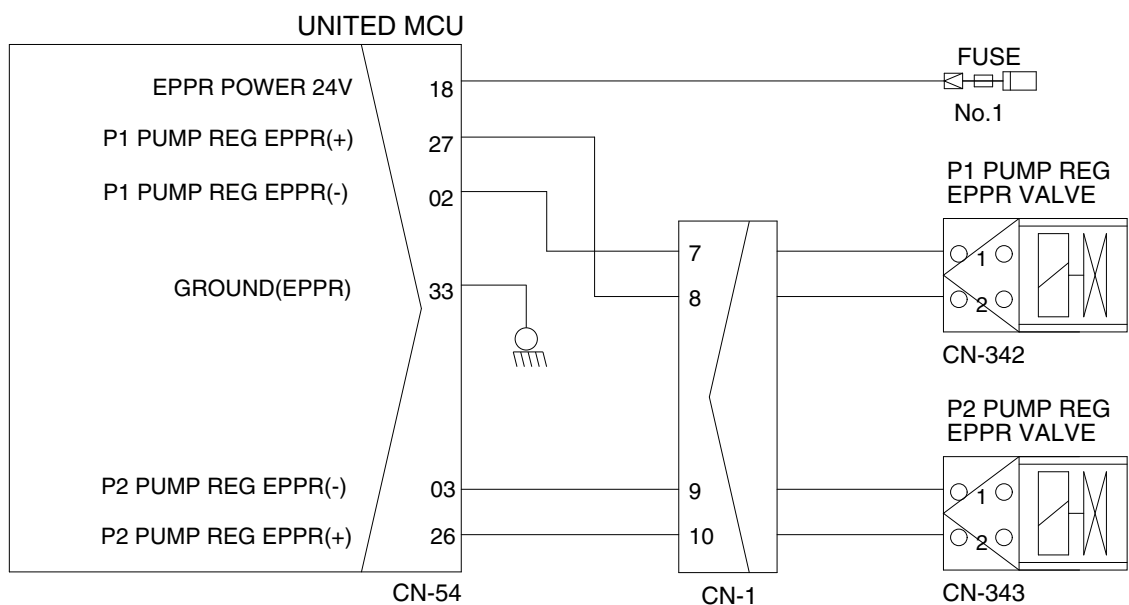 UNITED MCU
EPPR POWER 24V
18
FUSE
No.1
P1 PUMP REG EPPR(+)
27
P1 PUMP REG EPPR(-)
02
GROUND(EPPR)
33
P2 PUMP REG EPPR(-)
03
P2 PUMP REG EPPR(+)
26
CN-54
7
8
9
10
CN-1
P1 PUMP REG
EPPR VALVE
1
2
CN-342
P2 PUMP REG
EPPR VALVE
1
2
CN-343